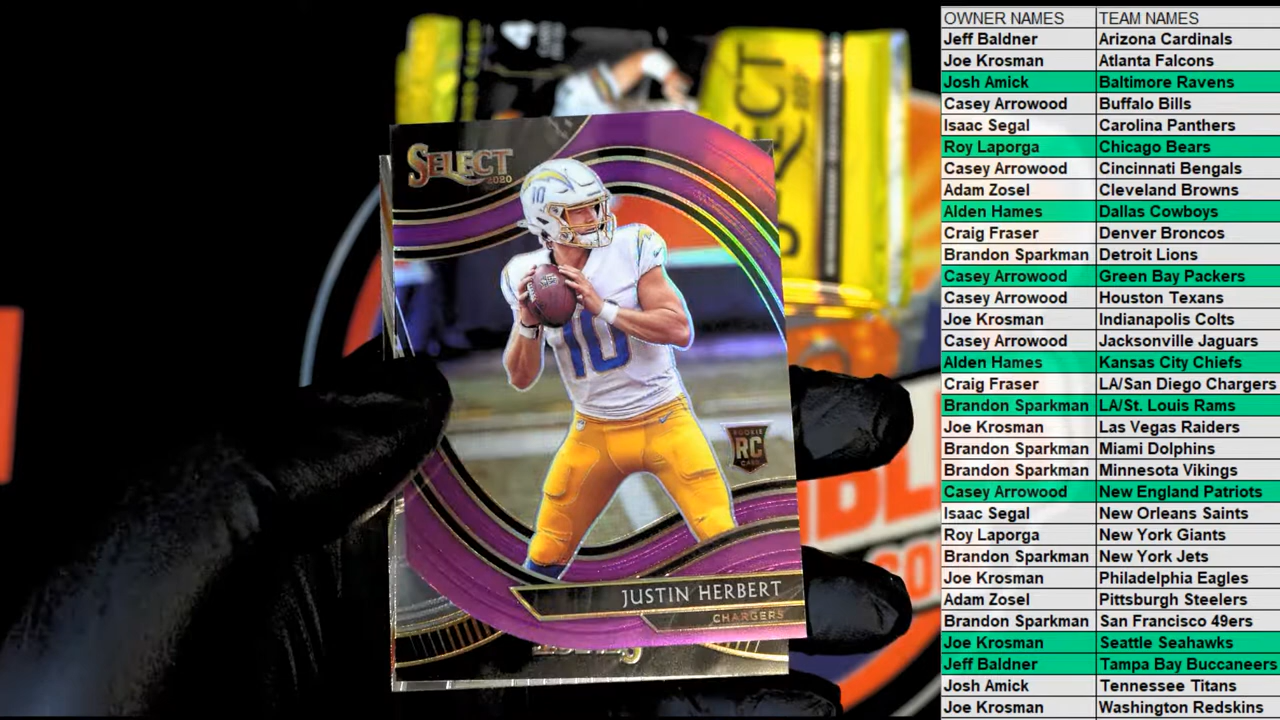 4
SELECT
SELECT
2020
10
10
ROOKIE
RC
CARD
JUSTIN HERBERT
CHARGERS
OWNER NAMES TEAM NAMES
Jeff Baldner Arizona Cardinals
Joe Krosman Atlanta Falcons
Josh Amick Baltimore Ravens
Casey Arrowood Buffalo Bills
Isaac Segal Carolina Panthers
Roy Laporga Chicago Bears
Casey Arrowood Cincinnati Bengals
Adam Zosel Cleveland Browns
Alden Hames Dallas Cowboys
Craig Fraser Denver Broncos
Brandon Sparkman Detroit Lions
Casey Arrowood Green Bay Packers
Casey Arrowood Houston Texans
Joe Krosman Indianapolis Colts
Casey Arrowood Jacksonville Jaguars
Alden Hames Kansas City Chiefs
Craig Fraser LA/San Diego Chargers
Brandon Sparkman LA/St. Louis Rams
Joe Krosman Las Vegas Raiders
Brandon Sparkman Miami Dolphins
Brandon Sparkman Minnesota Vikings
Casey Arrowood New England Patriots
Isaac Segal New Orleans Saints
Roy Laporga New York Giants
Brandon Sparkman New York Jets
Joe Krosman Philadelphia Eagles
Adam Zosel Pittsburgh Steelers
Brandon Sparkman San Francisco 49ers
Joe Krosman Seattle Seahawks
Jeff Baldner Tampa Bay Buccaneers
Josh Amick Tennessee Titans
Joe Krosman Washington Redskins